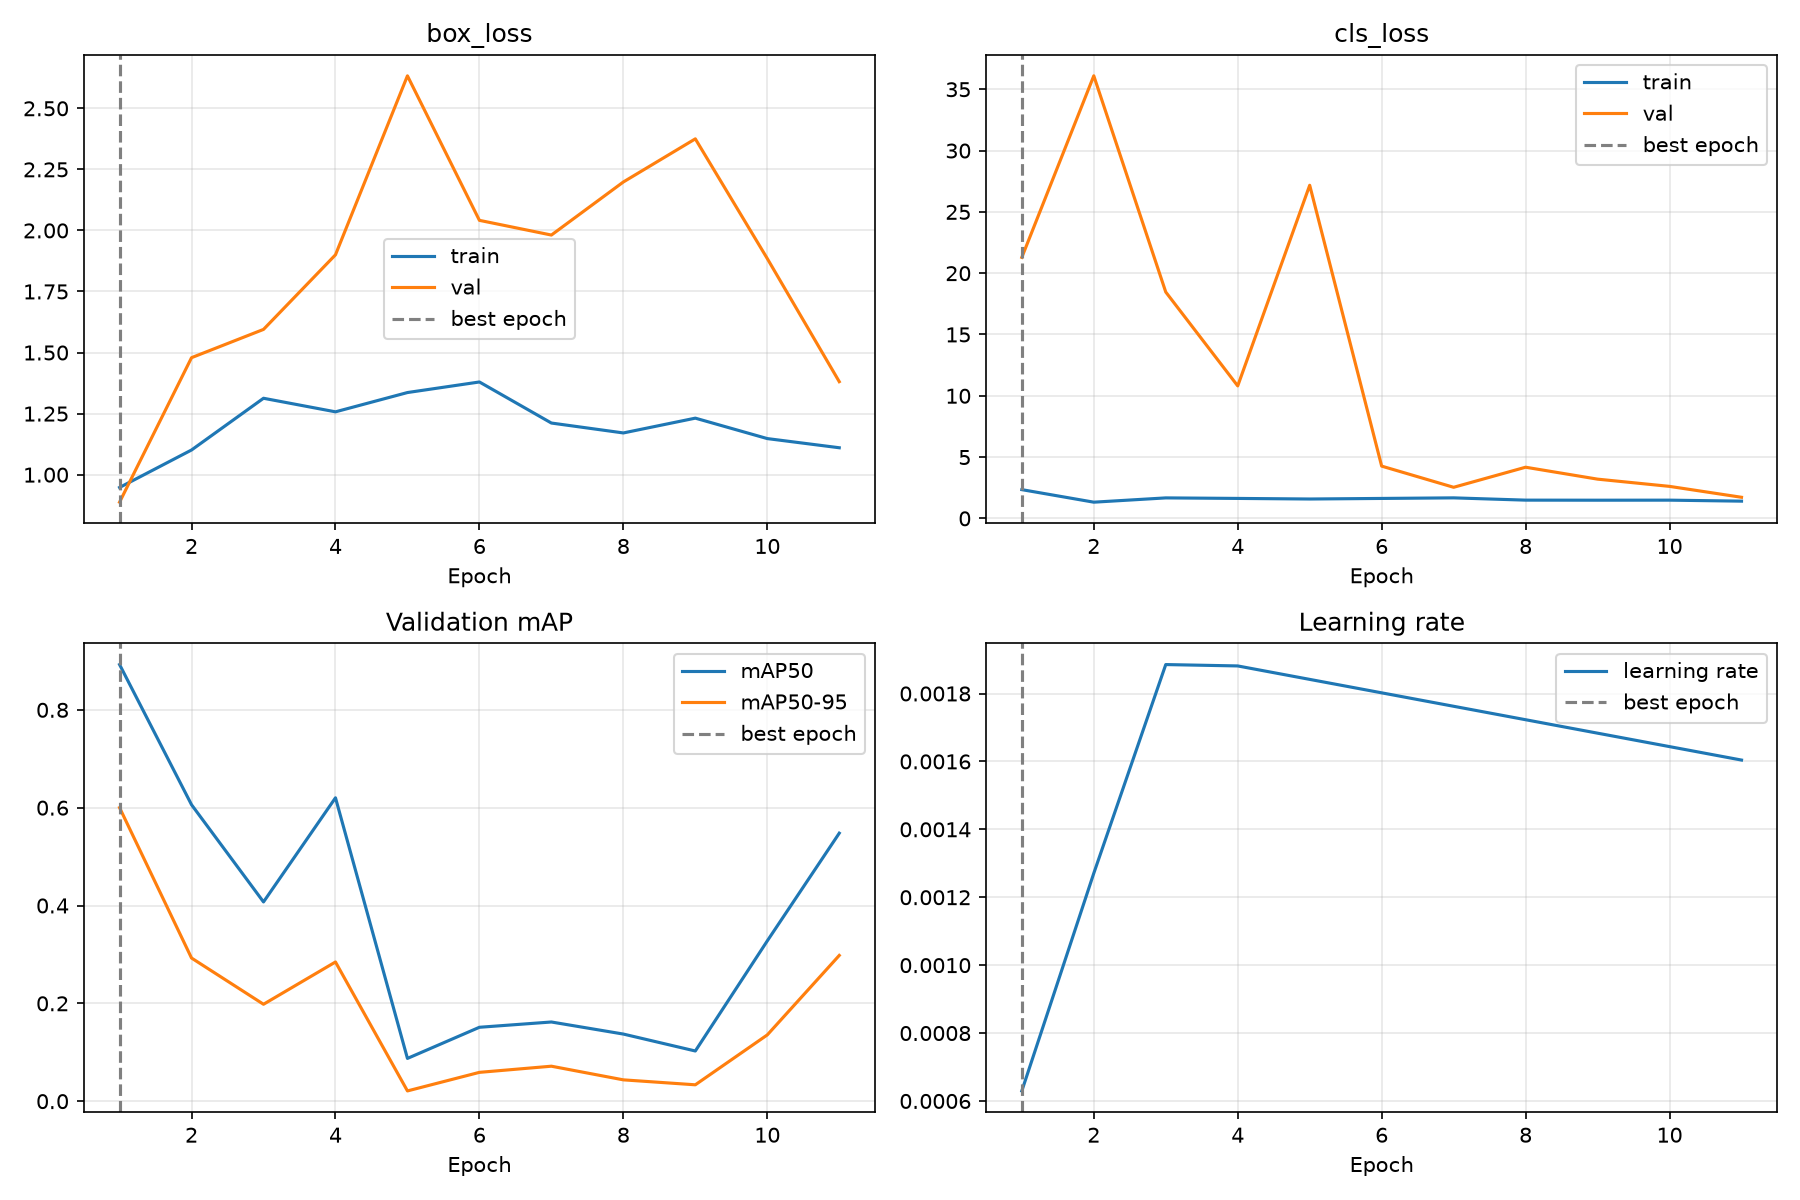 box_loss
2.50
2.25
2.00
1.75
1.50
1.25
1.00
train
val
best epoch
2 4 6 8 10
Epoch
cls_loss
35
30
25
20
15
10
5
0
train
val
best epoch
2 4 6 8 10
Epoch
Validation mAP
0.8
0.6
0.4
0.2
0.0
mAP50
mAP50-95
best epoch
2 4 6 8 10
Epoch
Learning rate
0.0018
0.0016
0.0014
0.0012
0.0010
0.0008
0.0006
learning rate
best epoch
2 4 6 8 10
Epoch